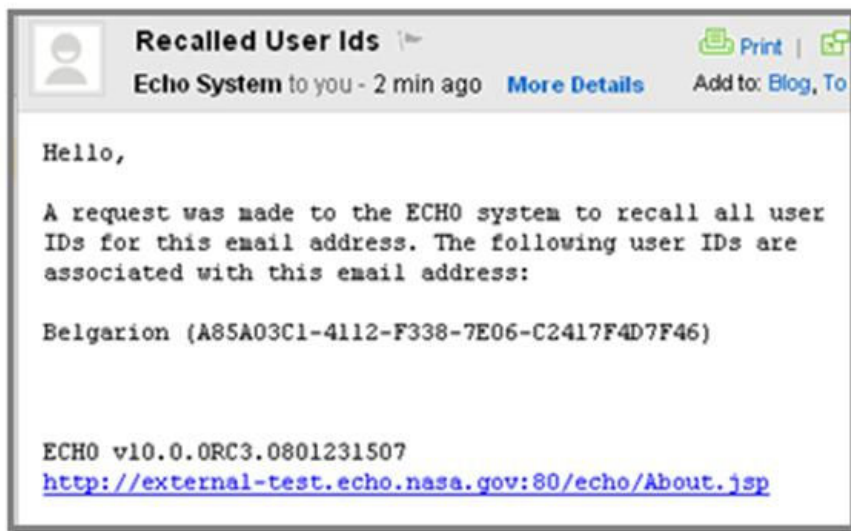 Recalled User Ids
Print |
Echo System to you - 2 min ago More Details
Add to: Blog, To
Hello,
A request was made to the ECHO system to recall all user
IDs for this email address. The following user IDs are
associated with this email address:
Belgarion (A85A03C1-4112-F338-7E06-C2417F4D7F46)
ECHO v10.0.0RC3.0801231507
http://external-test.echo.nasa.gov:80/echo/About.jsp